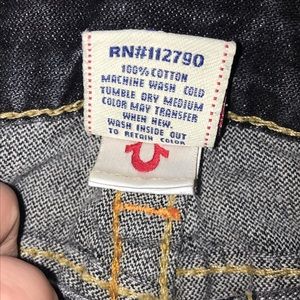 RN#112790
100% COTTON
MACHINE WASH COLD
TUMBLE DRY MEDIUM
COLOR MAY TRANSFER
WHEN NEW.
WASH INSIDE OUT
TO RETAIN COLOR